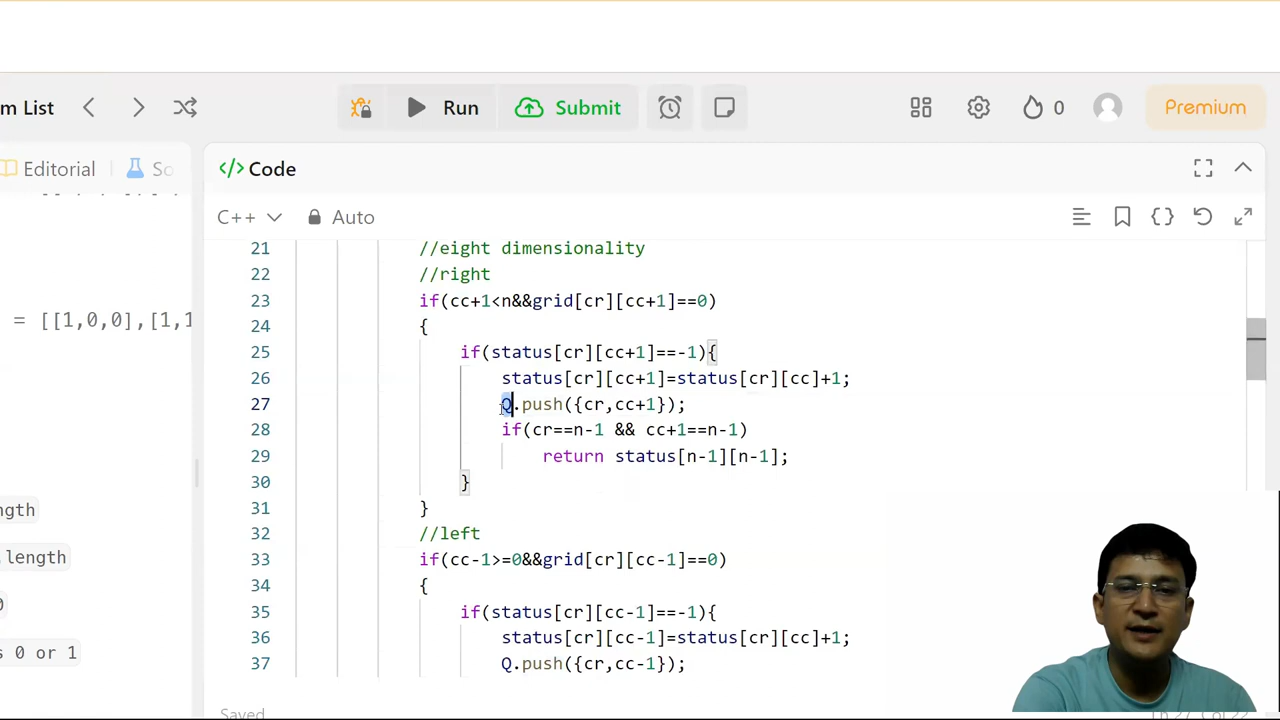 m List
Run
Submit
0
Premium
Editorial
So
</> Code
C++
Auto
= [[1,0,0],[1,1
ngth
.length
0
s 0 or 1
21 //eight dimensionality
22 //right
23 if(cc+1<n&&grid[cr][cc+1]==0)
24 {
25 if(status[cr][cc+1]==-1){
26 status[cr][cc+1]=status[cr][cc]+1;
27 Q.push({cr,cc+1});
28 if(cr==n-1 && cc+1==n-1)
29 return status[n-1][n-1];
30 }
31 }
32 //left
33 if(cc-1>=0&&grid[cr][cc-1]==0)
34 {
35 if(status[cr][cc-1]==-1){
36 status[cr][cc-1]=status[cr][cc]+1;
37 Q.push({cr,cc-1});
Saved